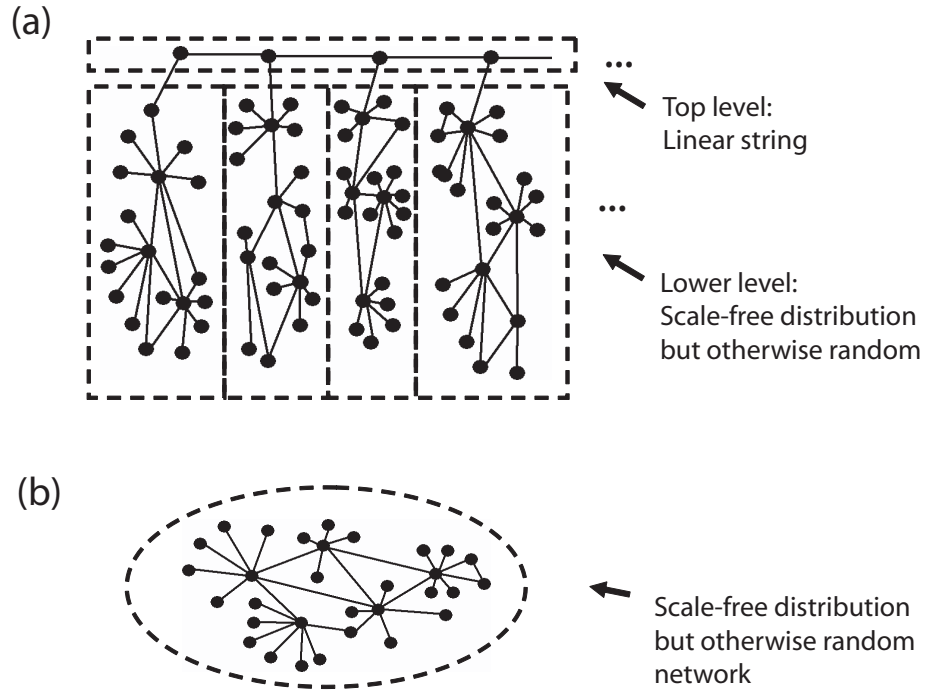 (a)
...
Top level:
Linear string
...
Lower level:
Scale-free distribution
but otherwise random
(b)
Scale-free distribution
but otherwise random
network